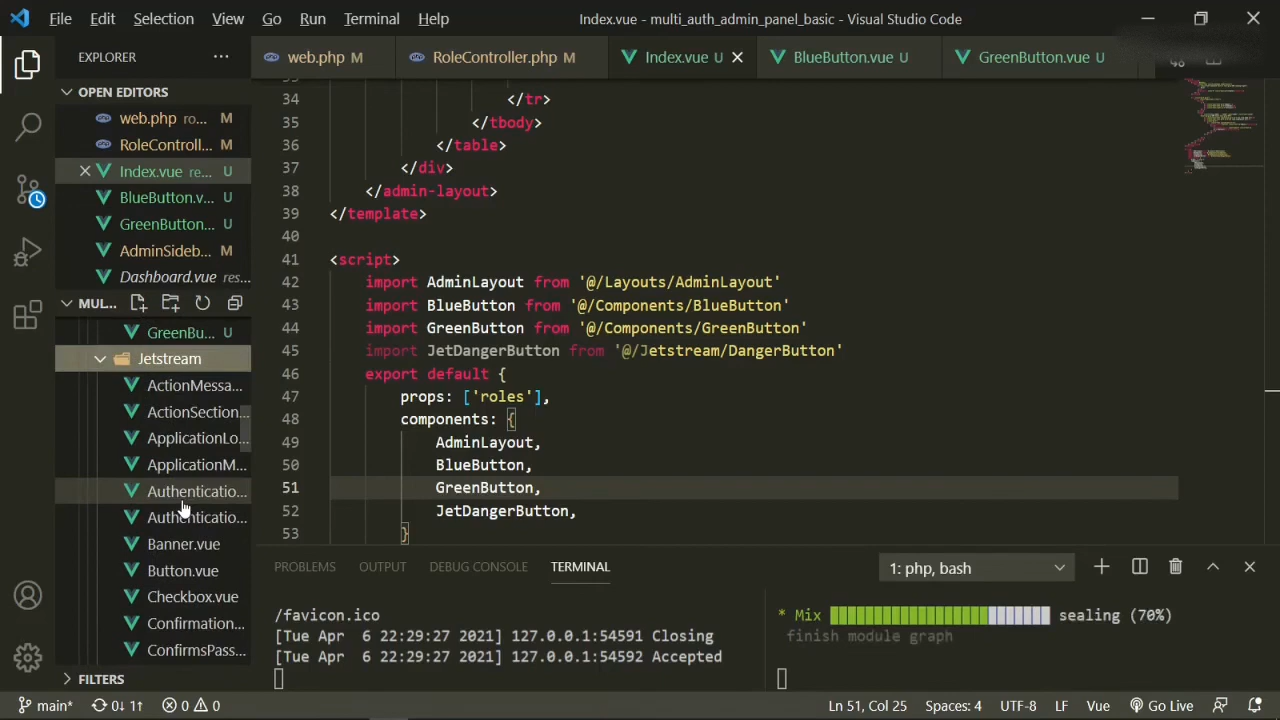 File Edit Selection View Go Run Terminal Help
Index.vue - multi_auth_admin_panel_basic - Visual Studio Code
EXPLORER ...
web.php M
RoleController.php M
Index.vue U
BlueButton.vue U
GreenButton.vue U
OPEN EDITORS
web.php ro... M
RoleControll... M
Index.vue re... U
BlueButton.v... U
GreenButton... U
AdminSideb... M
Dashboard.vue res...
MUL...
GreenBu... U
Jetstream
ActionMessa...
ActionSection...
ApplicationLo...
ApplicationM...
Authenticatio...
Authenticatio...
Banner.vue
Button.vue
Checkbox.vue
Confirmation...
ConfirmsPass...
FILTERS
34 </tr>
35 </tbody>
36 </table>
37 </div>
38 </admin-layout>
39 </template>
40
41 <script>
42 import AdminLayout from '@/Layouts/AdminLayout'
43 import BlueButton from '@/Components/BlueButton'
44 import GreenButton from '@/Components/GreenButton'
45 import JetDangerButton from '@/Jetstream/DangerButton'
46 export default {
47 props: ['roles'],
48 components: {
49 AdminLayout,
50 BlueButton,
51 GreenButton,
52 JetDangerButton,
53 }
PROBLEMS OUTPUT DEBUG CONSOLE TERMINAL
1: php, bash
/favicon.ico
[Tue Apr 6 22:29:27 2021] 127.0.0.1:54591 Closing
[Tue Apr 6 22:29:27 2021] 127.0.0.1:54592 Accepted
* Mix sealing (70%)
finish module graph
main* 0↓ 1↑ 0 0
Ln 51, Col 25 Spaces: 4 UTF-8 LF Vue Go Live